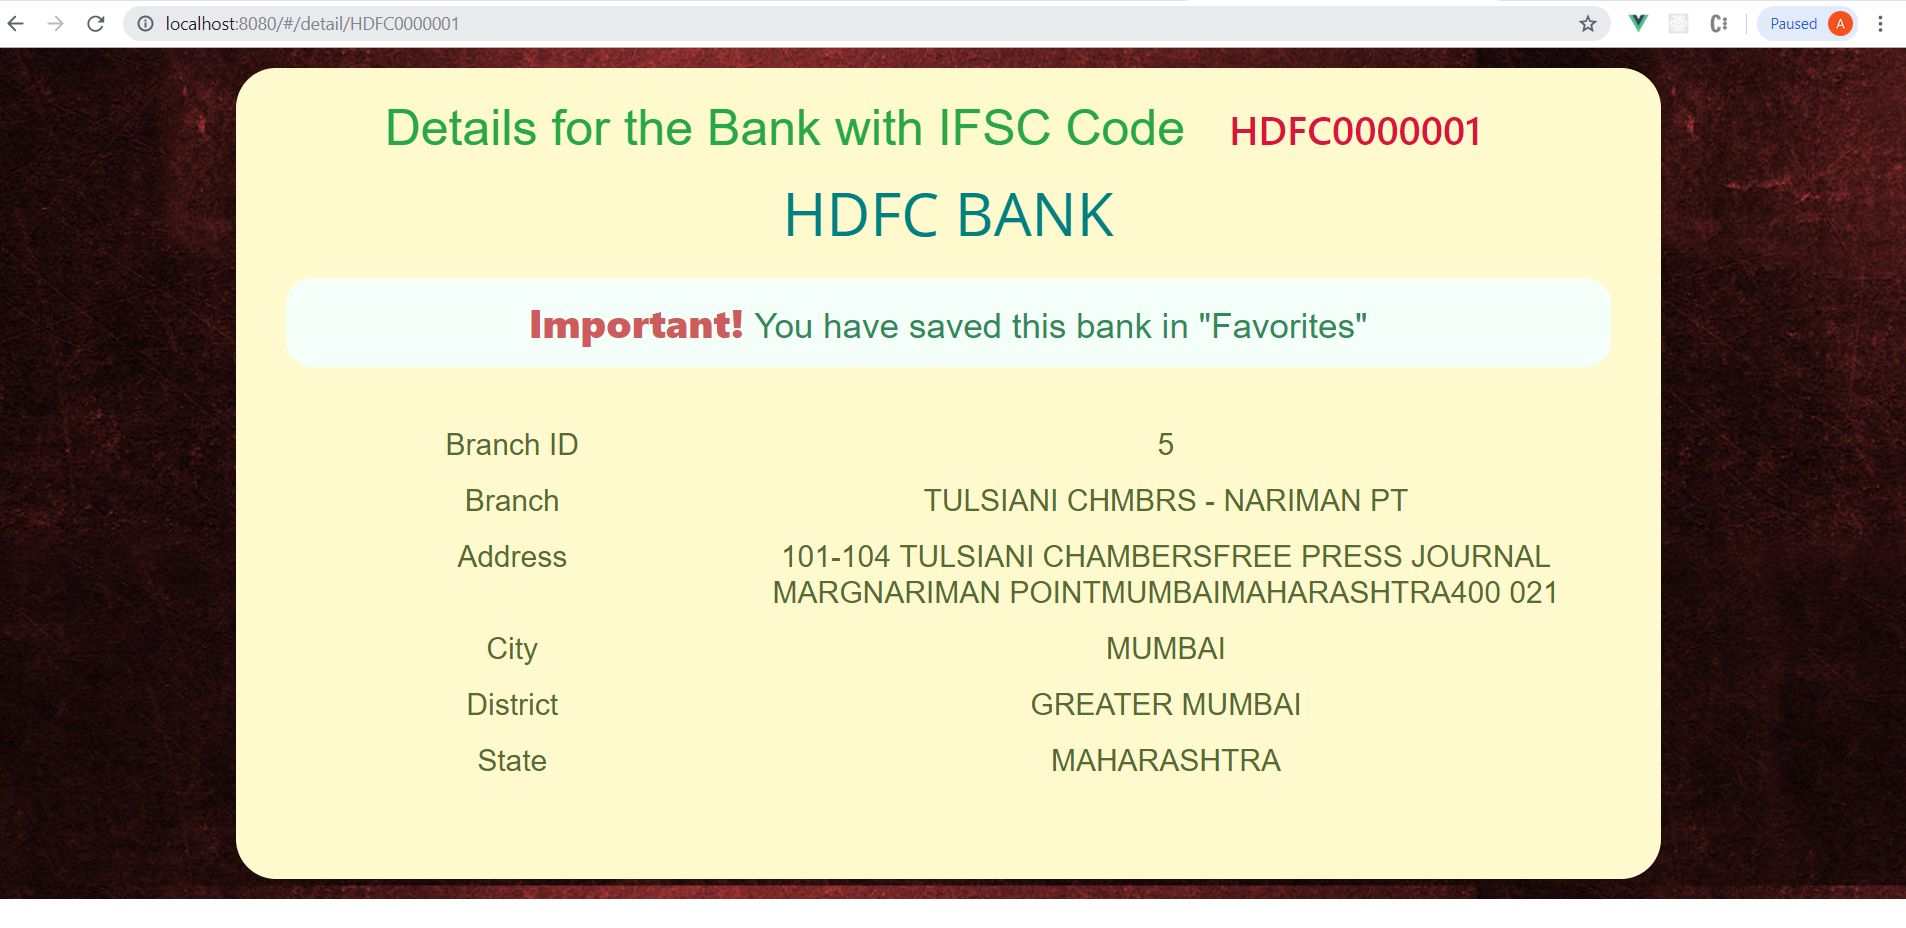 localhost:8080/#/detail/HDFC0000001
Paused A
Details for the Bank with IFSC Code HDFC0000001
HDFC BANK
Important! You have saved this bank in "Favorites"
Branch ID 5
Branch TULSIANI CHMBRS - NARIMAN PT
Address 101-104 TULSIANI CHAMBERSFREE PRESS JOURNAL
MARGNARIMAN POINTMUMBAIMAHARASHTRA400 021
City MUMBAI
District GREATER MUMBAI
State MAHARASHTRA